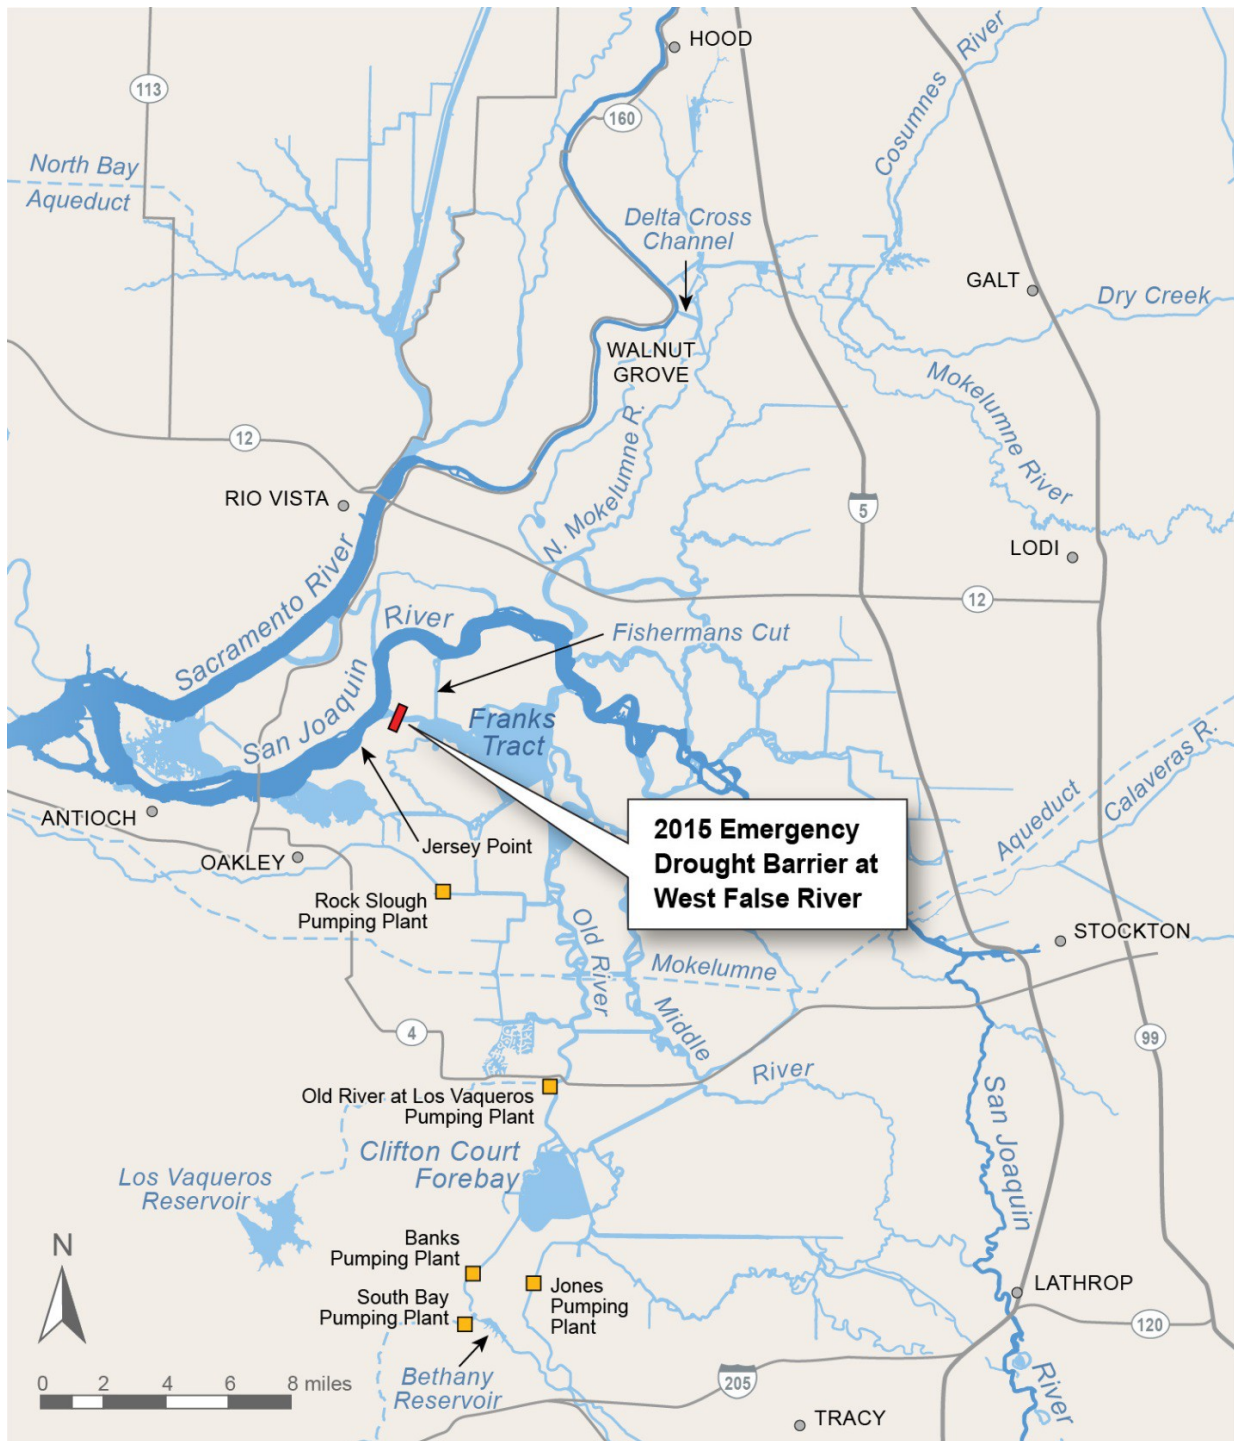 HOOD
Cosumnes
River
113
160
North Bay
Aqueduct
Delta Cross
Channel
GALT
Dry Creek
WALNUT
GROVE
Mokelumne
River
12
N. Mokelumne R.
RIO VISTA
5
LODI
Sacramento River
12
San Joaquin
River
Fishermans Cut
Franks
Tract
Aqueduct
Calaveras R.
ANTIOCH
2015 Emergency
Drought Barrier at
West False River
Jersey Point
OAKLEY
Rock Slough
Pumping Plant
Old River
STOCKTON
Mokelumne
Middle
River
4
99
Old River at Los Vaqueros
Pumping Plant
San Joaquin
River
Clifton Court
Forebay
Los Vaqueros
Reservoir
Banks
Pumping Plant
N
Jones
Pumping
Plant
LATHROP
South Bay
Pumping Plant
120
Bethany
Reservoir
205
0 2 4 6 8 miles
TRACY